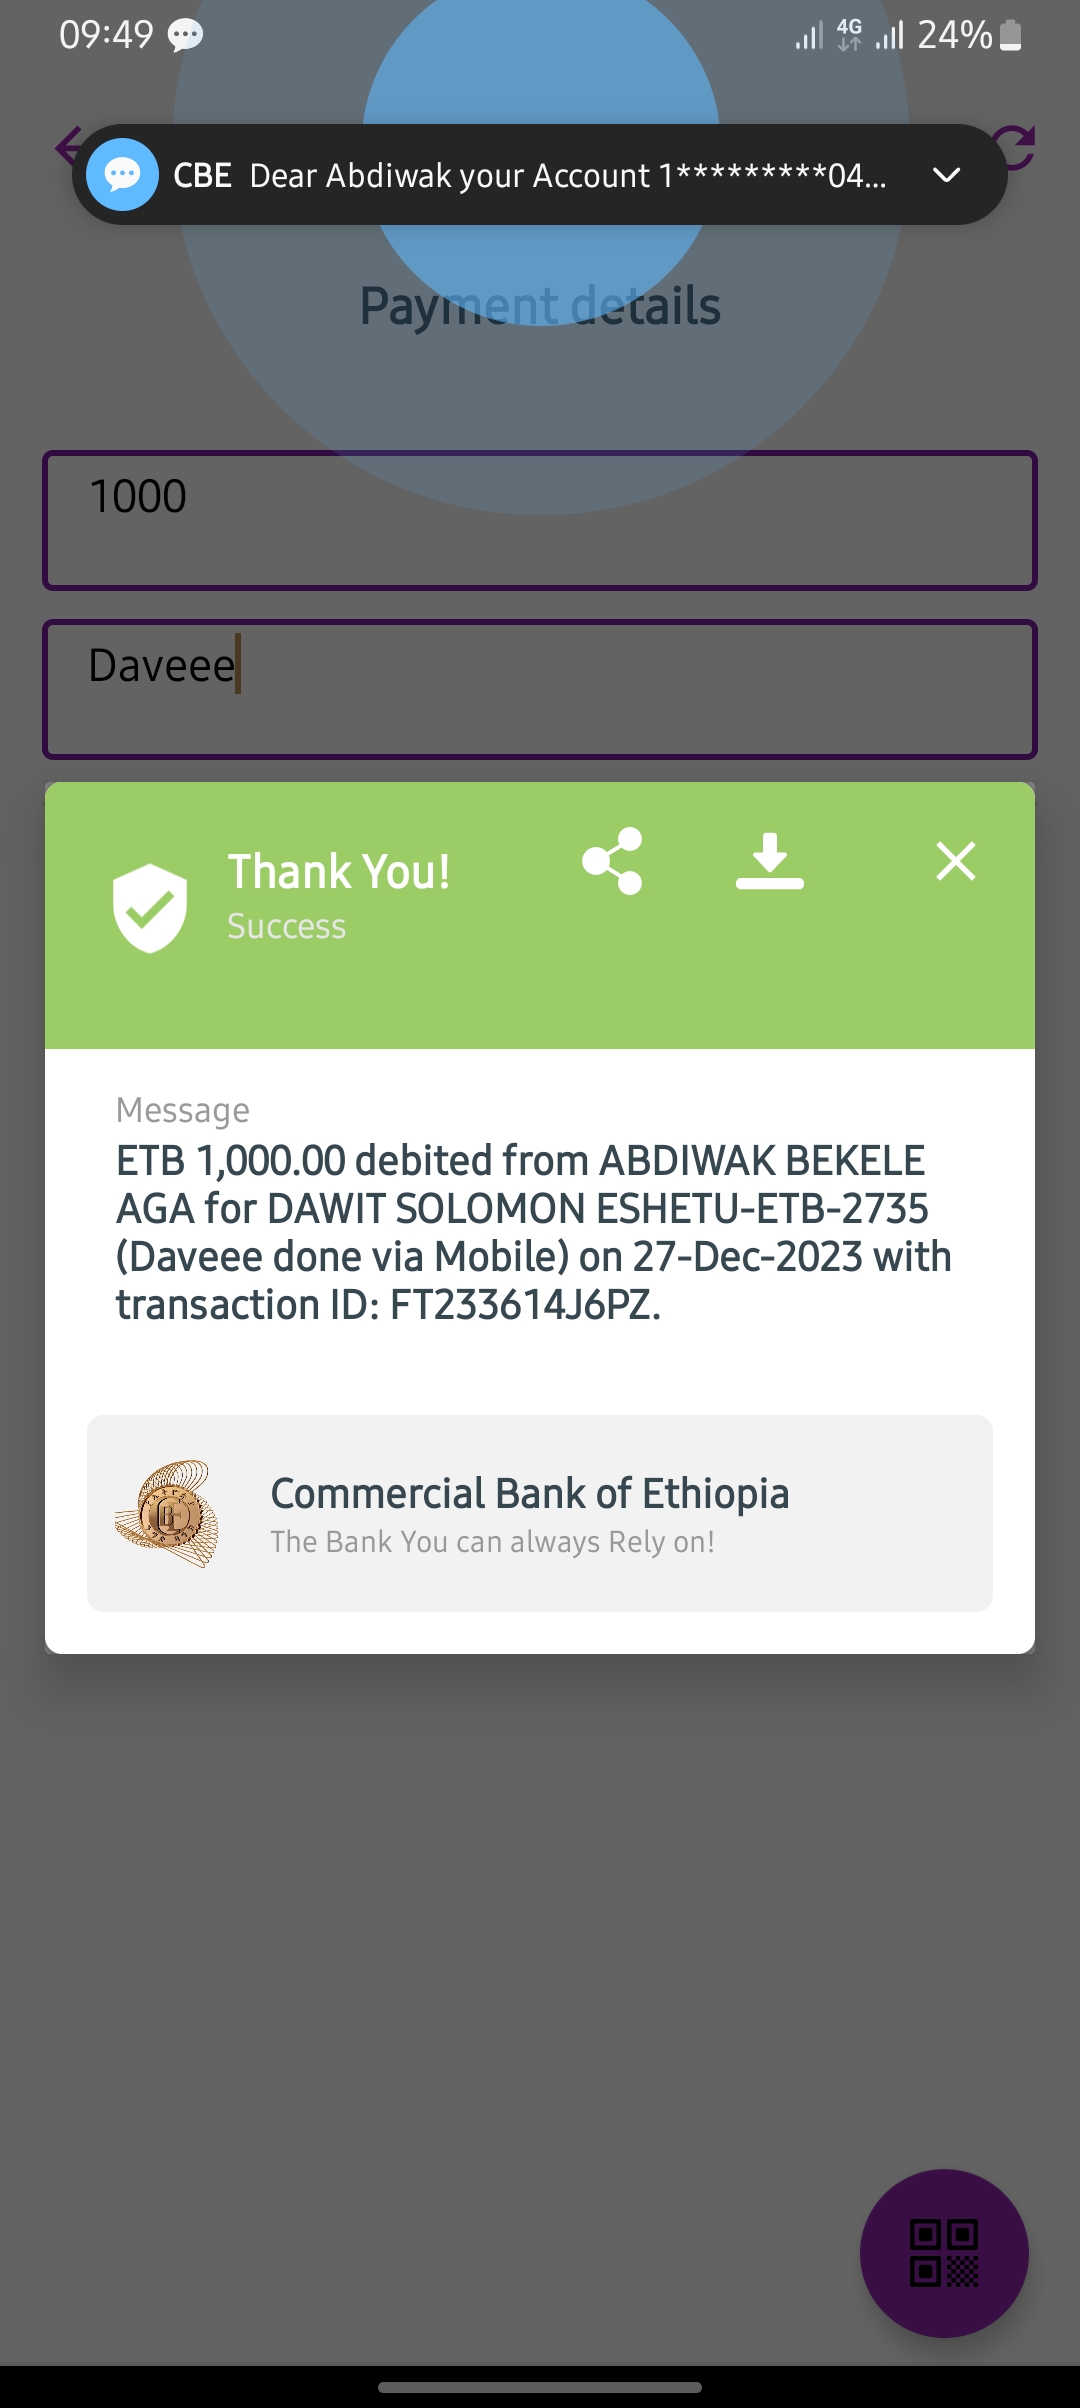 09:49
4G
24%
CBE Dear Abdiwak your Account 1*********04...
Payment details
1000
Daveee
Thank You!
Success
Message
ETB 1,000.00 debited from ABDIWAK BEKELE
AGA for DAWIT SOLOMON ESHETU-ETB-2735
(Daveee done via Mobile) on 27-Dec-2023 with
transaction ID: FT233614J6PZ.
Commercial Bank of Ethiopia
The Bank You can always Rely on!